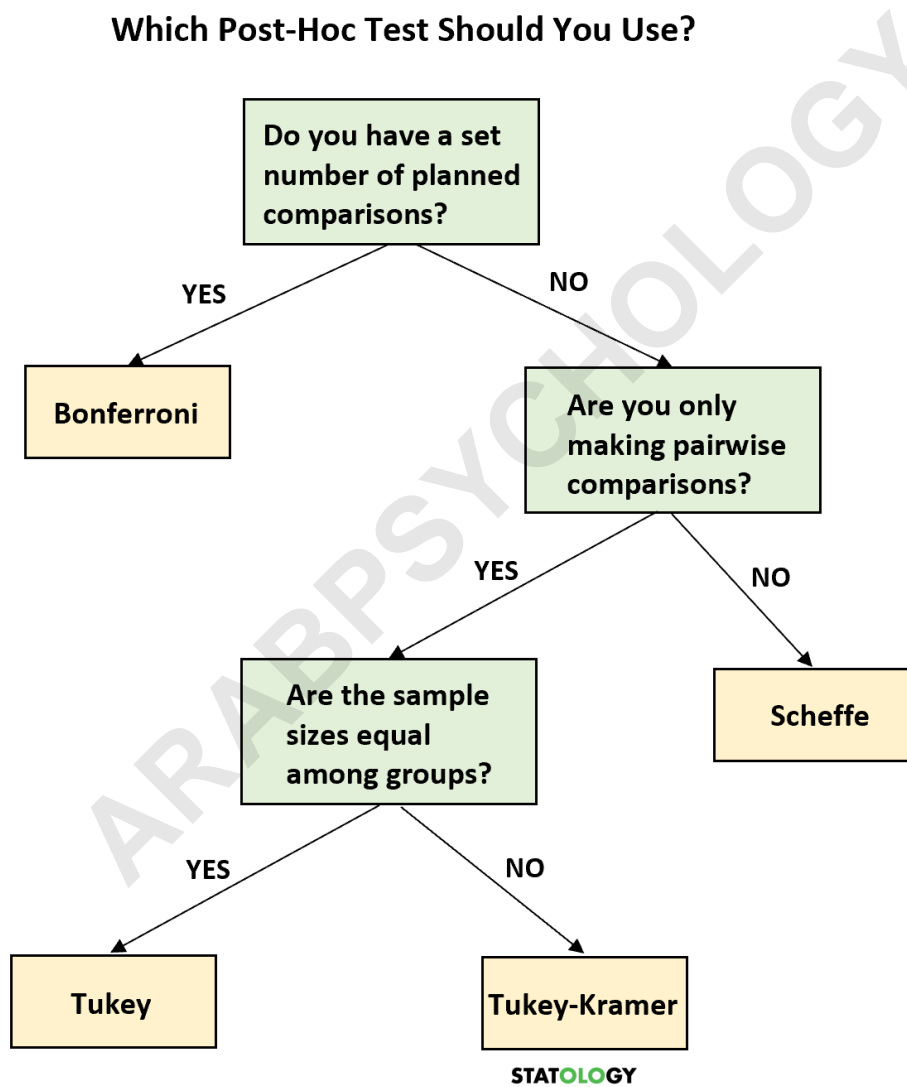 Which Post-Hoc Test Should You Use?
Do you have a set
number of planned
comparisons?
YES
NO
Bonferroni
Are you only
making pairwise
comparisons?
YES
NO
Are the sample
sizes equal
among groups?
Scheffe
YES
NO
Tukey
Tukey-Kramer
STATOLOGY
ARABPSYCHOLOGY